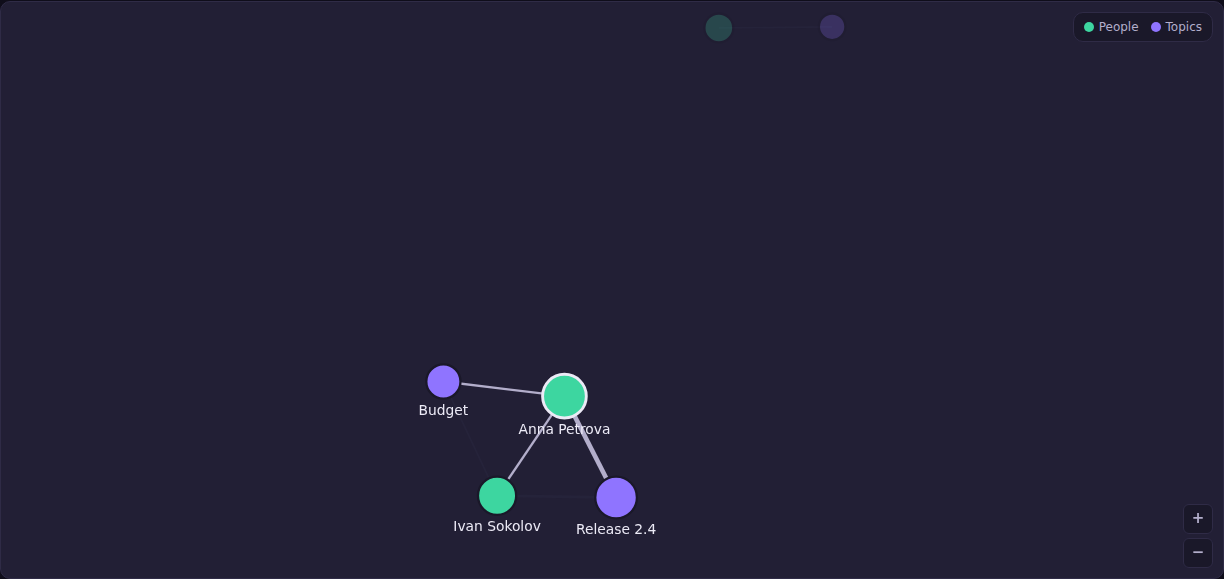 People Topics
Budget
Anna Petrova
Ivan Sokolov
Release 2.4
+
−